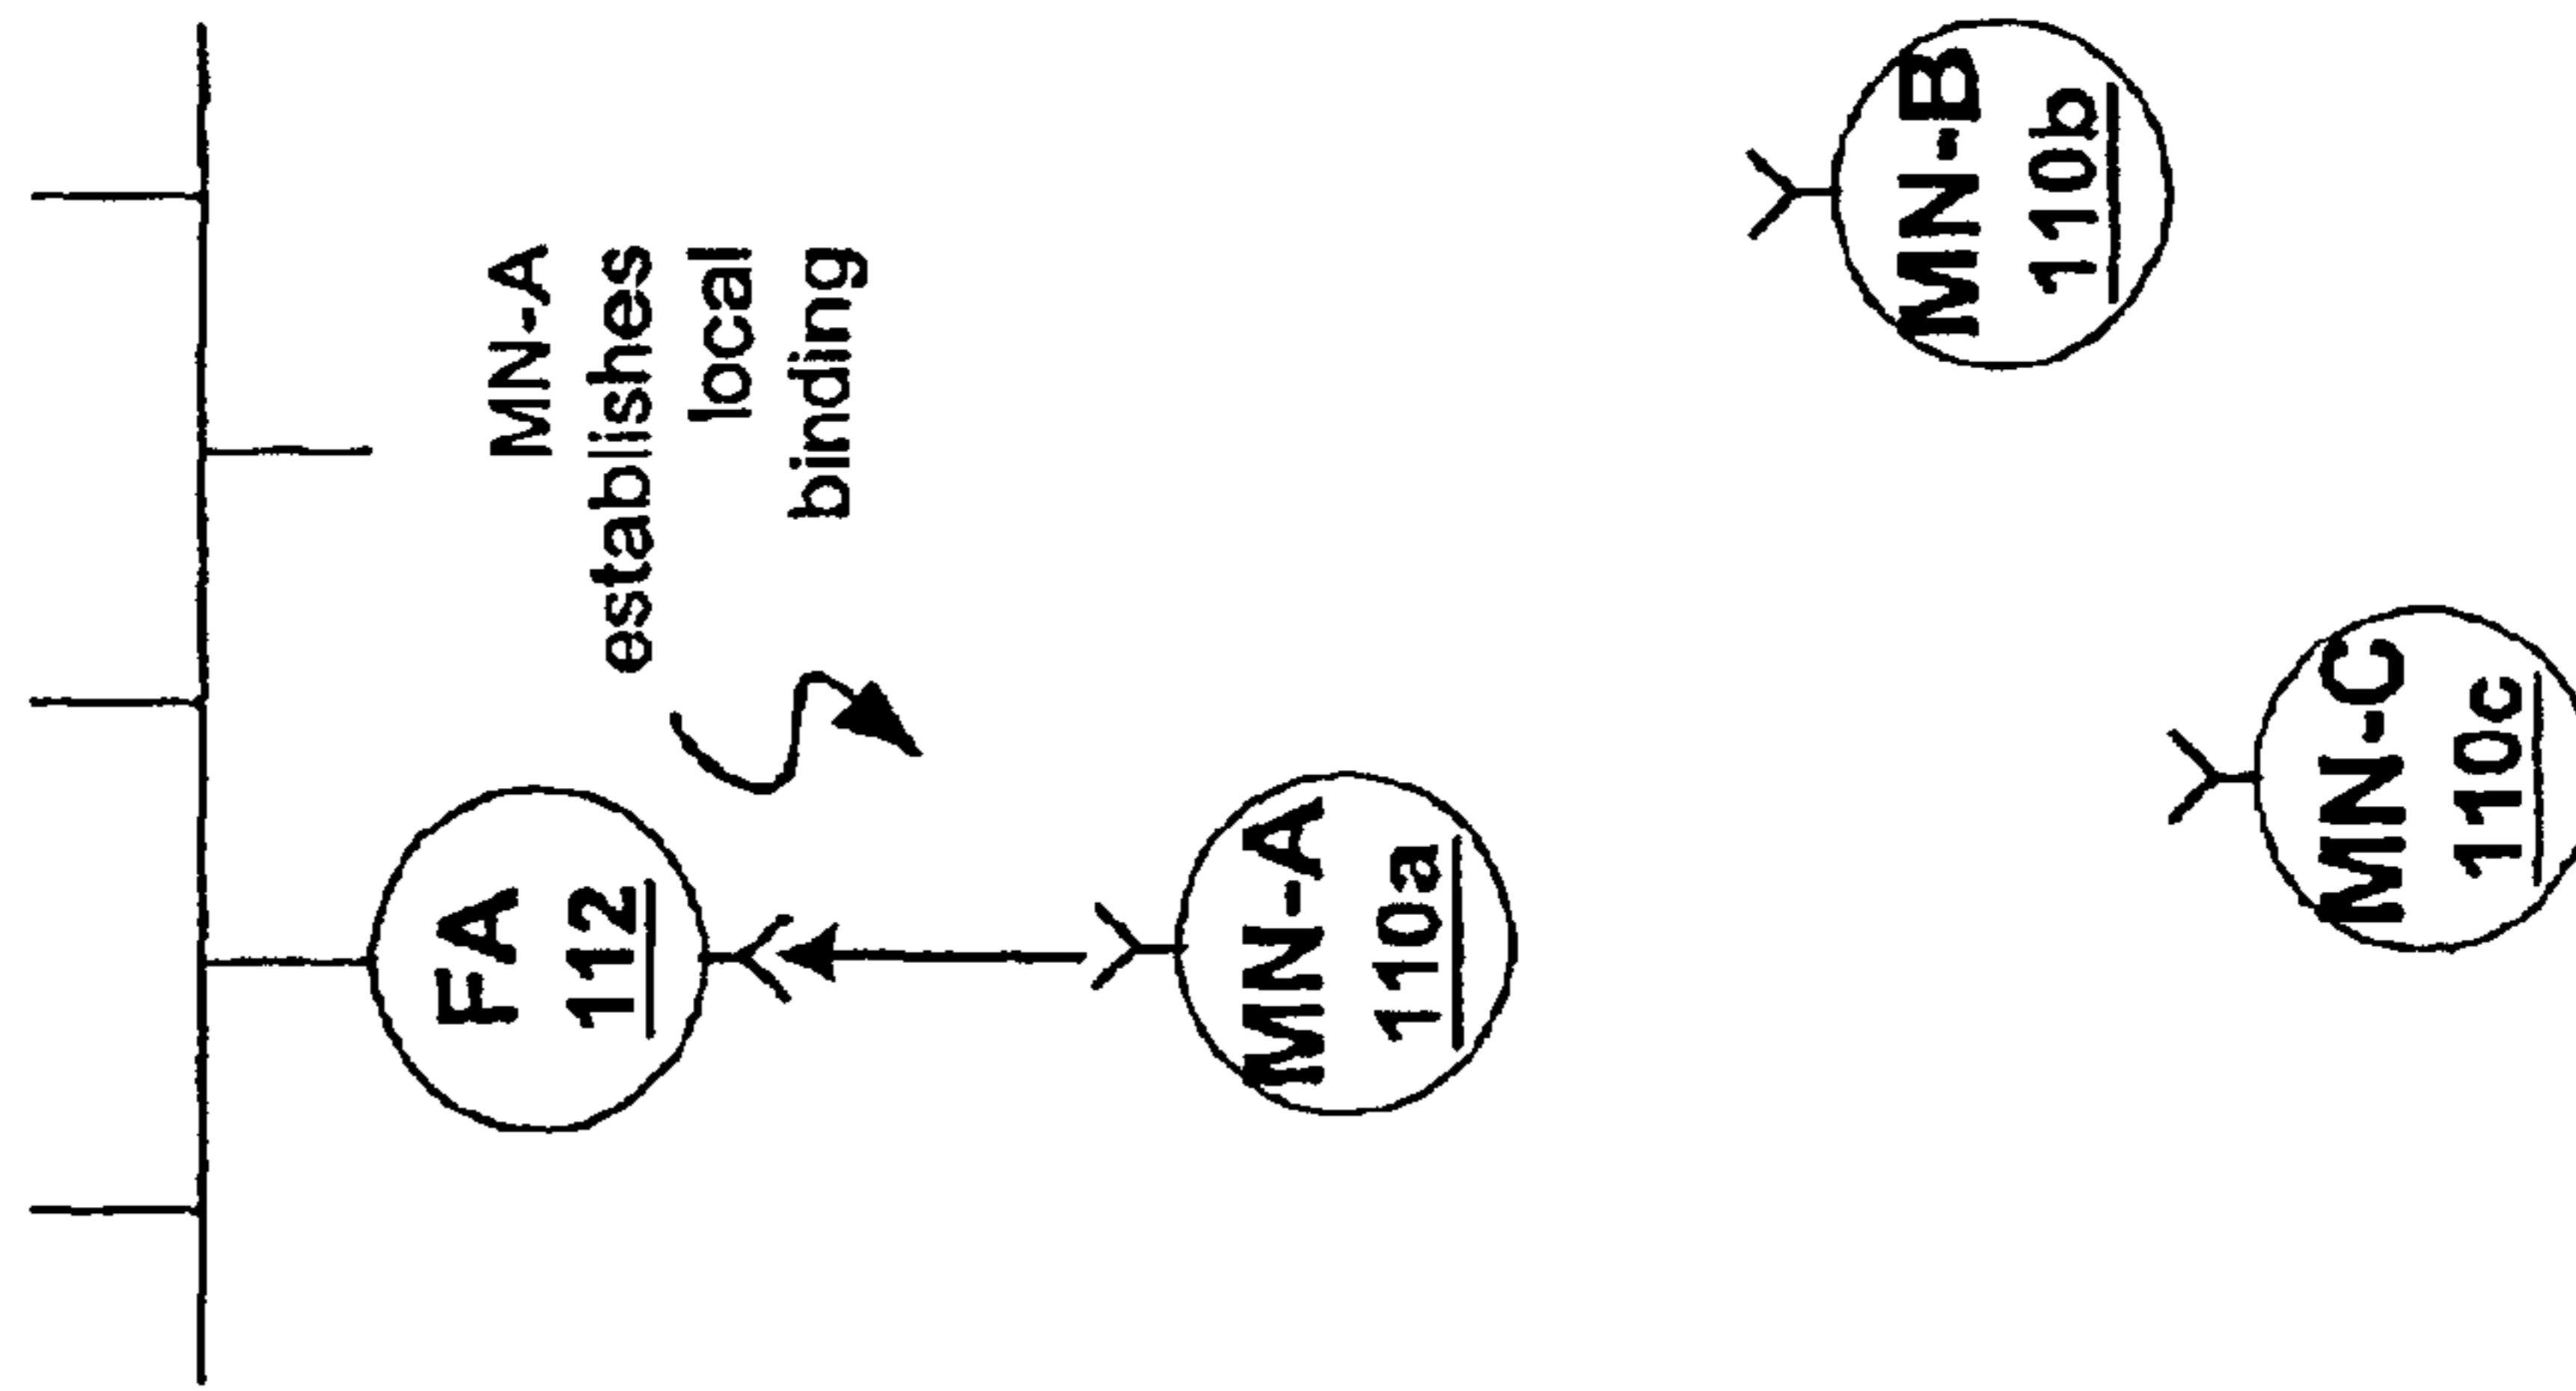 MN-A
establishes
local
binding
FA
112
MN-A
110a
MN-B
110b
MN-C
110c